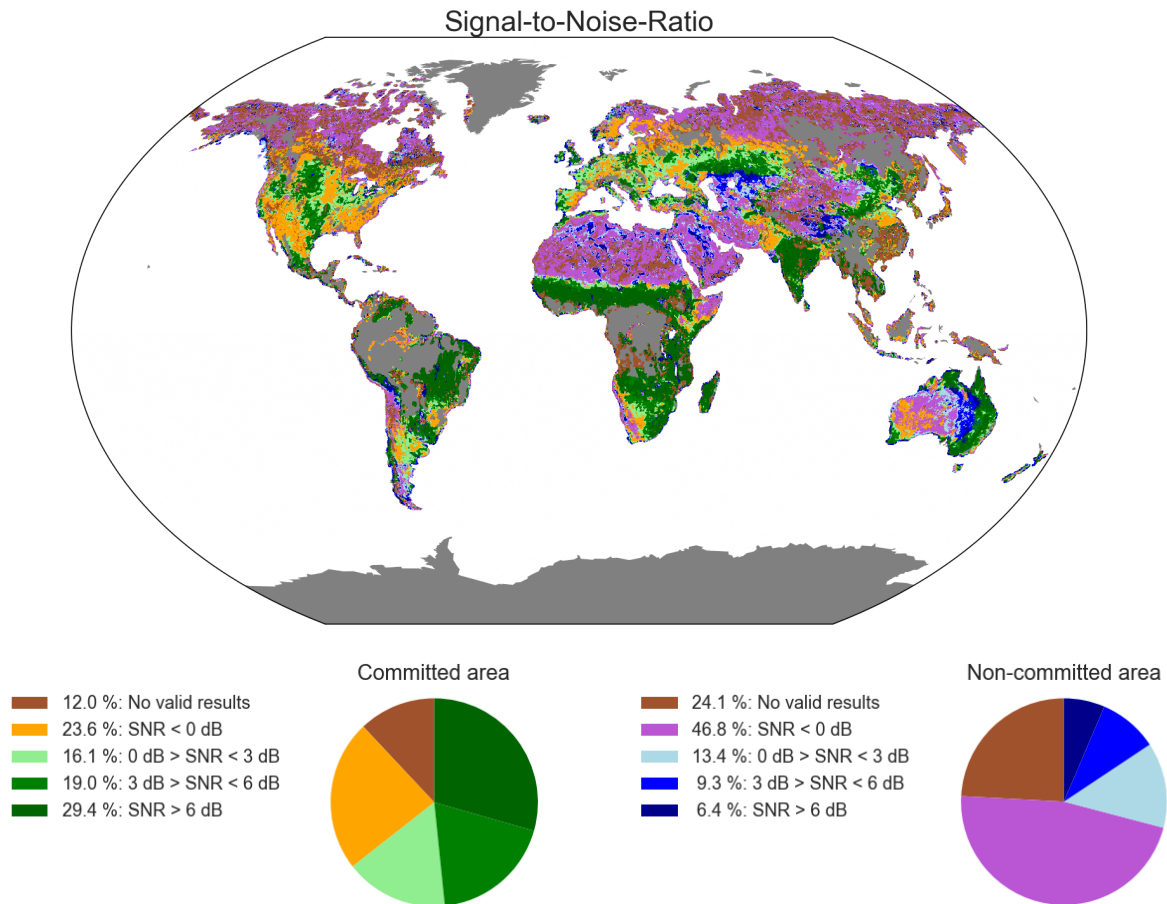 Signal-to-Noise-Ratio
Committed area
12.0 %: No valid results
23.6 %: SNR < 0 dB
16.1 %: 0 dB > SNR < 3 dB
19.0 %: 3 dB > SNR < 6 dB
29.4 %: SNR > 6 dB
Non-committed area
24.1 %: No valid results
46.8 %: SNR < 0 dB
13.4 %: 0 dB > SNR < 3 dB
9.3 %: 3 dB > SNR < 6 dB
6.4 %: SNR > 6 dB